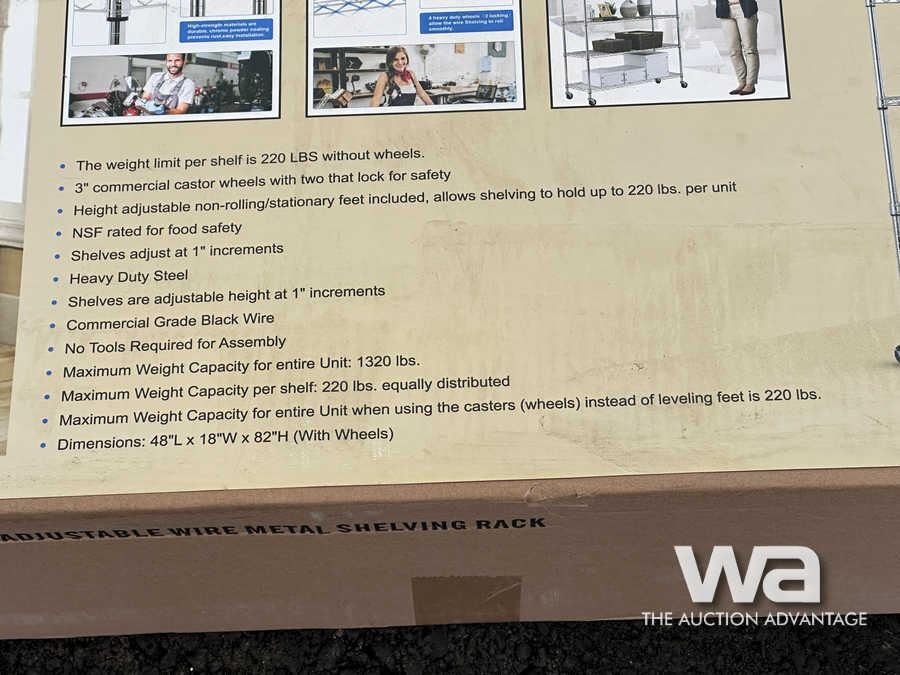 High-strength materials are
durable, chromo powder coating
prevents rust,easy installation.
A heavy duty wheels 2 locking
allow the wire Shelving to roll
smoothly.
The weight limit per shelf is 220 LBS without wheels.
3" commercial castor wheels with two that lock for safety
Height adjustable non-rolling/stationary feet included, allows shelving to hold up to 220 lbs. per unit
NSF rated for food safety
Shelves adjust at 1" increments
Heavy Duty Steel
Shelves are adjustable height at 1" increments
Commercial Grade Black Wire
No Tools Required for Assembly
Maximum Weight Capacity for entire Unit: 1320 lbs.
Maximum Weight Capacity per shelf: 220 lbs. equally distributed
Maximum Weight Capacity for entire Unit when using the casters (wheels) instead of leveling feet is 220 lbs.
Dimensions: 48"L x 18"W x 82"H (With Wheels)
ADJUSTABLE WIRE METAL SHELVING RACK
wa
THE AUCTION ADVANTAGE